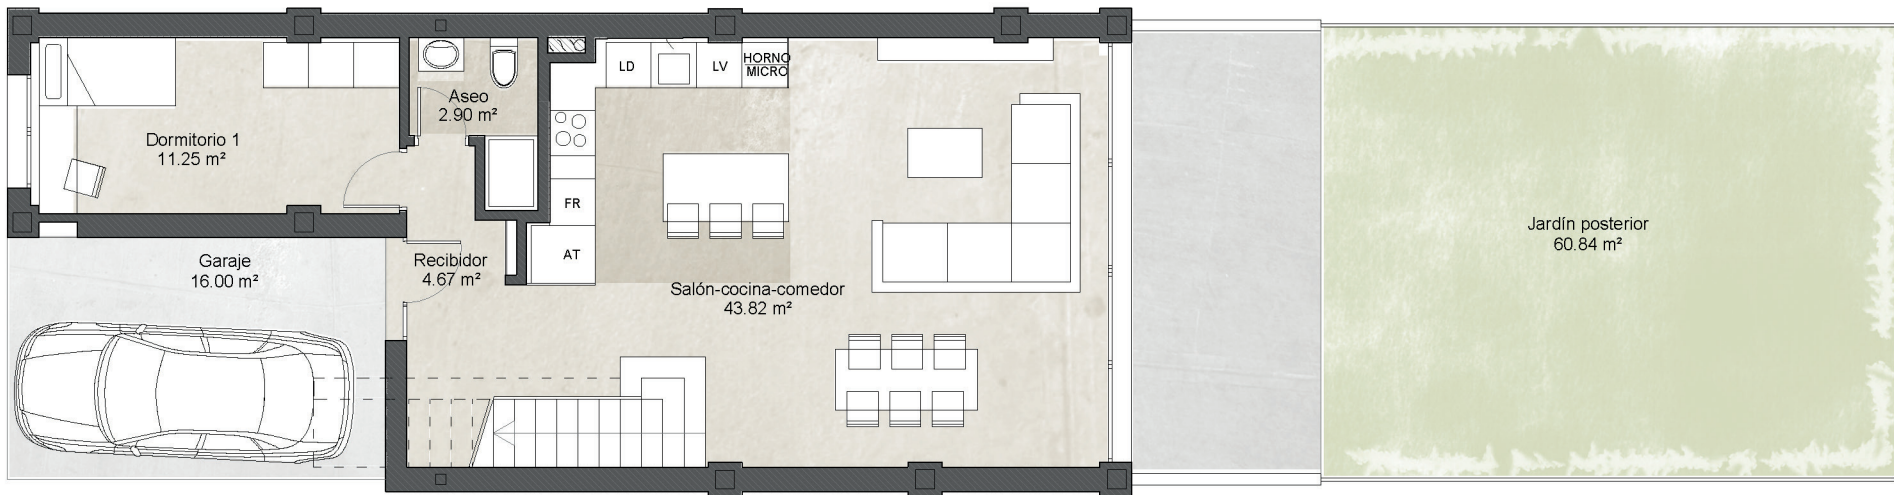 LD
LV
HORNO
MICRO
Aseo
2.90 m²
Dormitorio 1
11.25 m²
FR
AT
Garaje
16.00 m²
Recibidor
4.67 m²
Salón-cocina-comedor
43.82 m²
Jardín posterior
60.84 m²